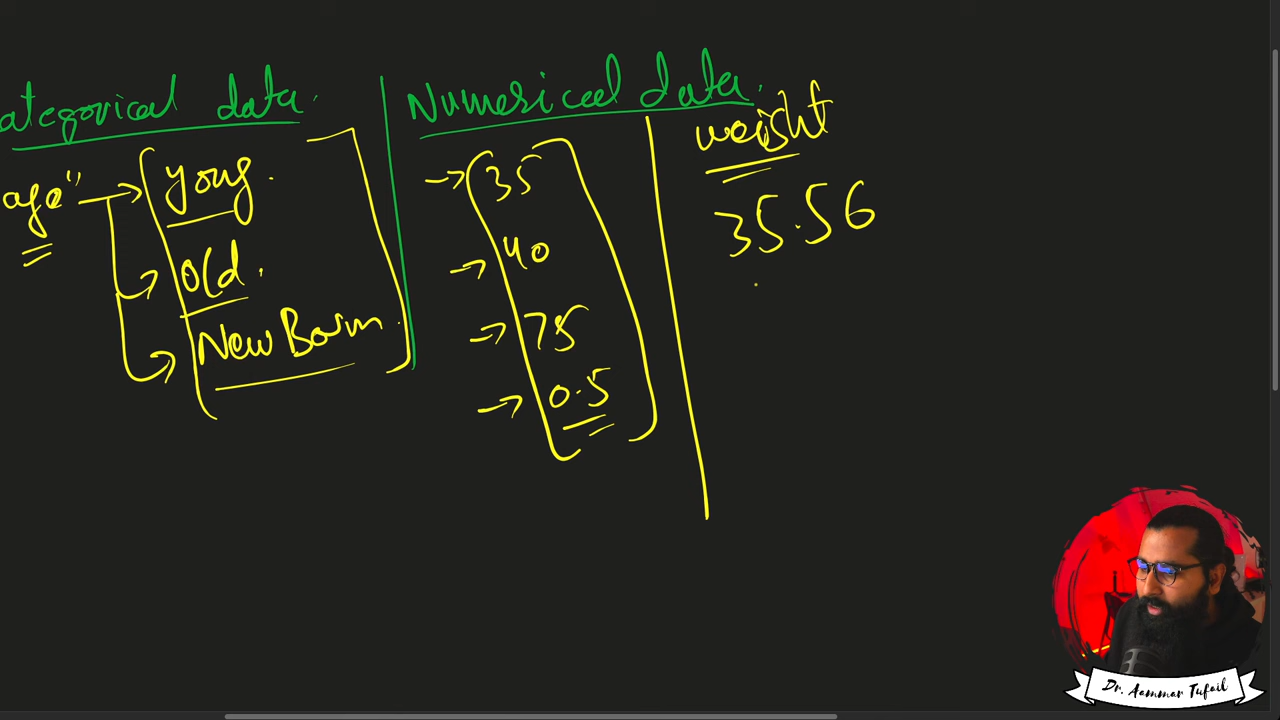 ategorical data.
age"
young.
old.
New Born.
Numerical data.
35
40
75
0.5
weight
35.56
Dr. Aammar Tufail